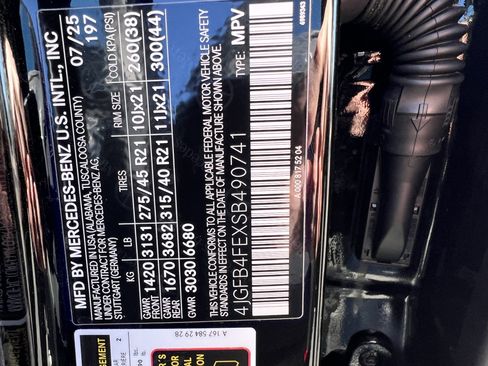 MFD BY MERCEDES-BENZ U.S. INTL., INC
MANUFACTURED IN USA (ALABAMA, TUSCALOOSA COUNTY)
UNDER CONTRACT FOR MERCEDES-BENZ AG,
STUTTGART (GERMANY)
07/25
197
KG LB TIRES RIM SIZE COLD KPA (PSI)
GAWR FRONT 1420 3131 275/45 R21 10Jx21 260(38)
GAWR REAR 1670 3682 315/40 R21 11Jx21 300(44)
GVWR 3030 6680
THIS VEHICLE CONFORMS TO ALL APPLICABLE FEDERAL MOTOR VEHICLE SAFETY
STANDARDS IN EFFECT ON THE DATE OF MANUFACTURE SHOWN ABOVE.
4JGFB4FEXSB490741 TYPE: MPV
A 000 817 52 04
A 167 584 29 28